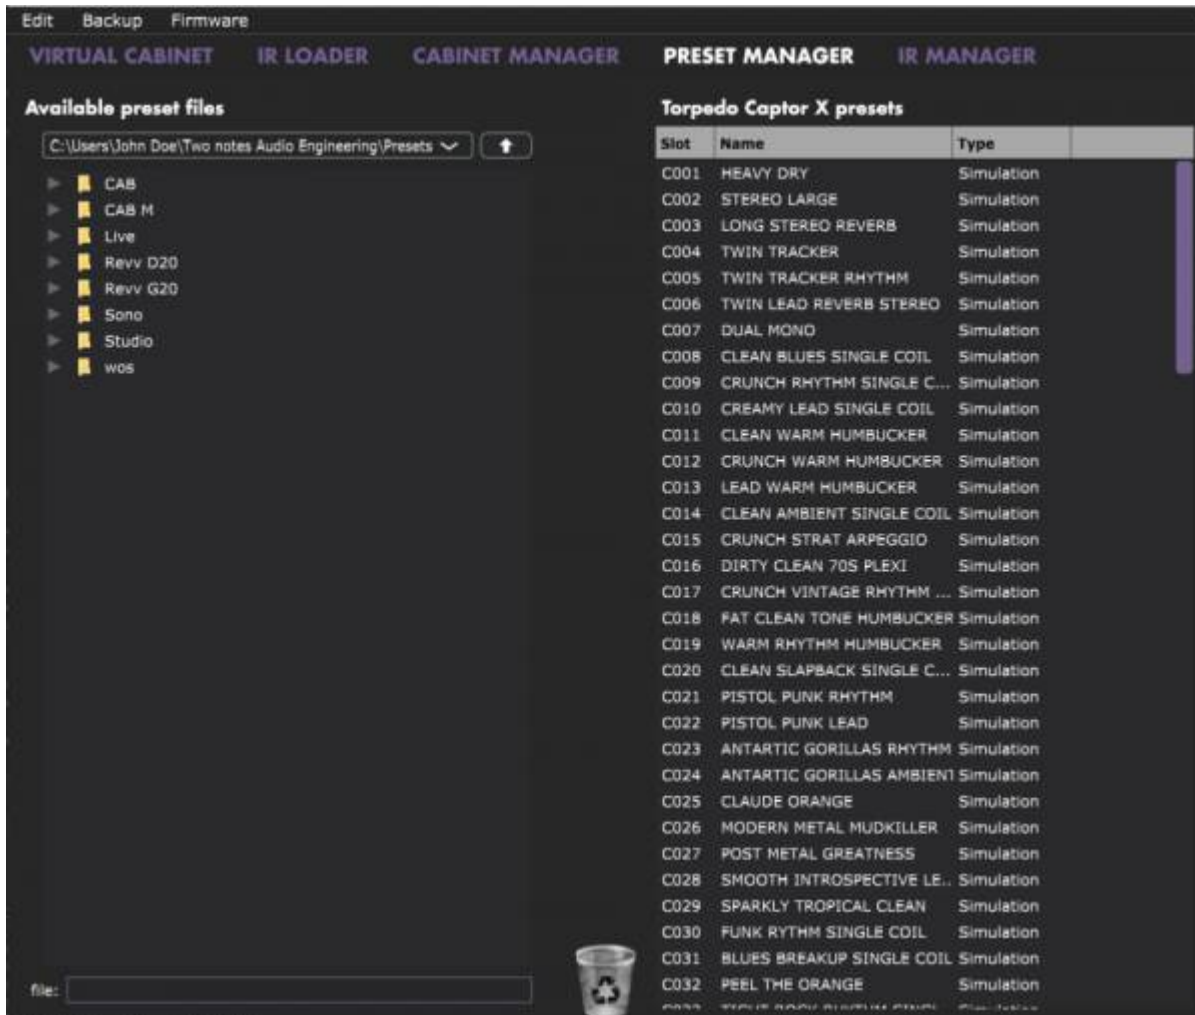 Edit Backup Firmware
VIRTUAL CABINET IR LOADER CABINET MANAGER PRESET MANAGER IR MANAGER
Available preset files
C:\Users\John Doe\Two notes Audio Engineering\Presets
CAB
CAB M
Live
Revv D20
Revv G20
Sono
Studio
wos
file:
Torpedo Captor X presets
Slot Name Type
C001 HEAVY DRY Simulation
C002 STEREO LARGE Simulation
C003 LONG STEREO REVERB Simulation
C004 TWIN TRACKER Simulation
C005 TWIN TRACKER RHYTHM Simulation
C006 TWIN LEAD REVERB STEREO Simulation
C007 DUAL MONO Simulation
C008 CLEAN BLUES SINGLE COIL Simulation
C009 CRUNCH RHYTHM SINGLE C... Simulation
C010 CREAMY LEAD SINGLE COIL Simulation
C011 CLEAN WARM HUMBUCKER Simulation
C012 CRUNCH WARM HUMBUCKER Simulation
C013 LEAD WARM HUMBUCKER Simulation
C014 CLEAN AMBIENT SINGLE COIL Simulation
C015 CRUNCH STRAT ARPEGGIO Simulation
C016 DIRTY CLEAN 70S PLEXI Simulation
C017 CRUNCH VINTAGE RHYTHM ... Simulation
C018 FAT CLEAN TONE HUMBUCKER Simulation
C019 WARM RHYTHM HUMBUCKER Simulation
C020 CLEAN SLAPBACK SINGLE C... Simulation
C021 PISTOL PUNK RHYTHM Simulation
C022 PISTOL PUNK LEAD Simulation
C023 ANTARTIC GORILLAS RHYTHM Simulation
C024 ANTARTIC GORILLAS AMBIENT Simulation
C025 CLAUDE ORANGE Simulation
C026 MODERN METAL MUDKILLER Simulation
C027 POST METAL GREATNESS Simulation
C028 SMOOTH INTROSPECTIVE LE... Simulation
C029 SPARKLY TROPICAL CLEAN Simulation
C030 FUNK RYTHM SINGLE COIL Simulation
C031 BLUES BREAKUP SINGLE COIL Simulation
C032 PEEL THE ORANGE Simulation